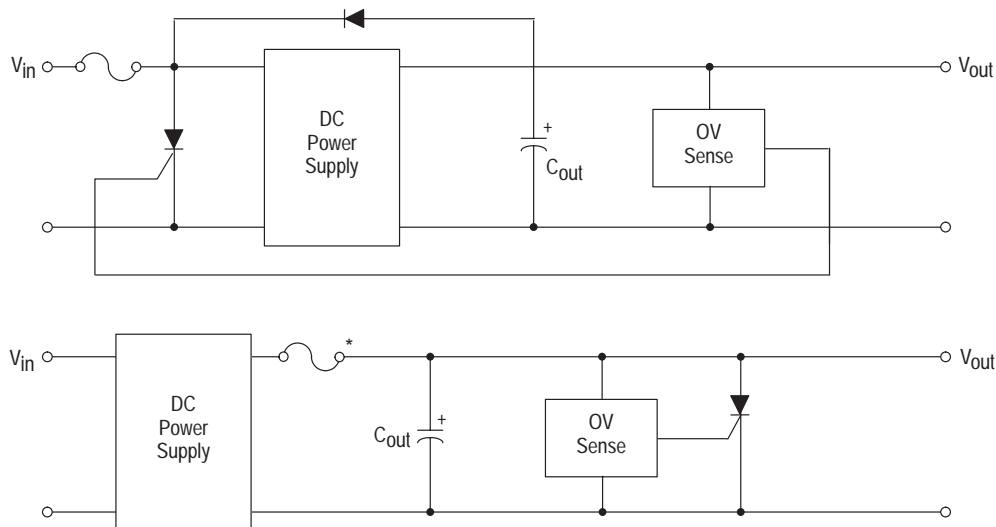 Vin
DC
Power
Supply
+
Cout
OV
Sense
Vout
Vin
DC
Power
Supply
*
Cout
+
OV
Sense
Vout